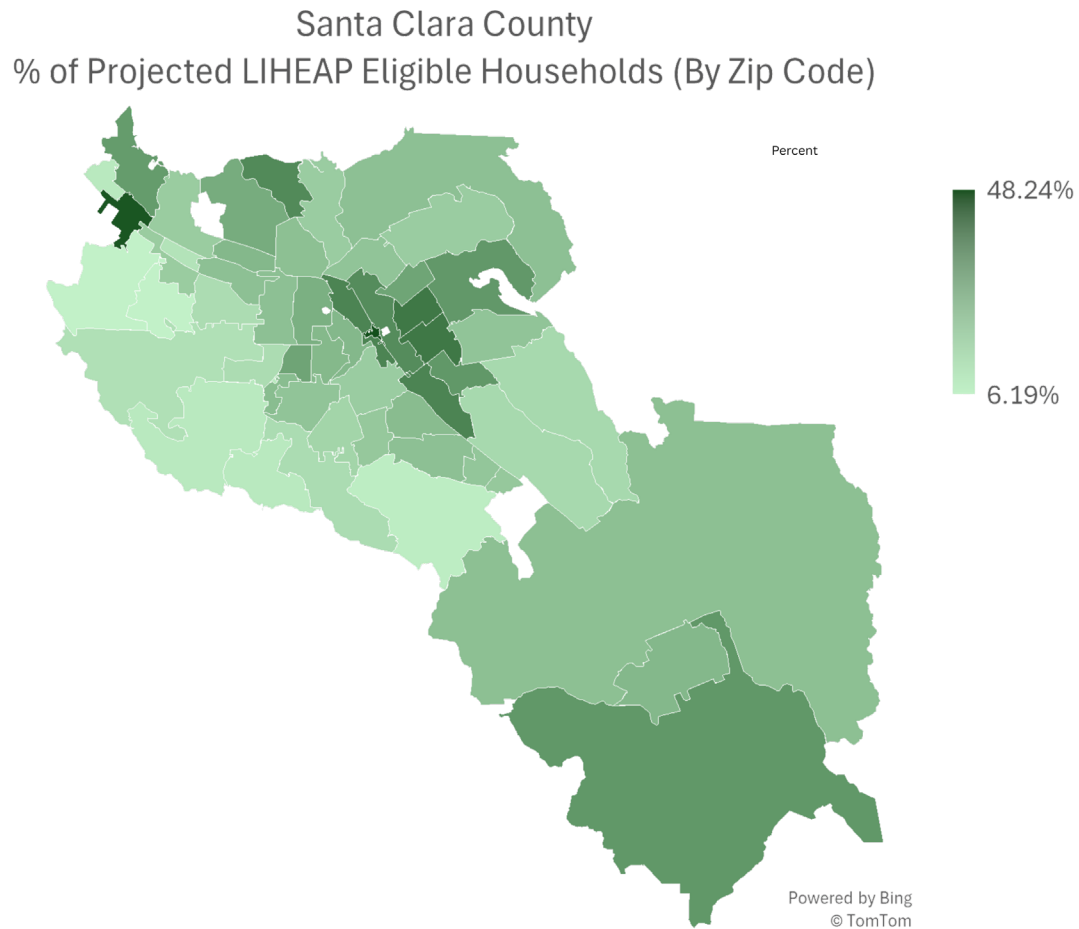 Santa Clara County
% of Projected LIHEAP Eligible Households (By Zip Code)
Percent
48.24%
6.19%
Powered by Bing
© TomTom